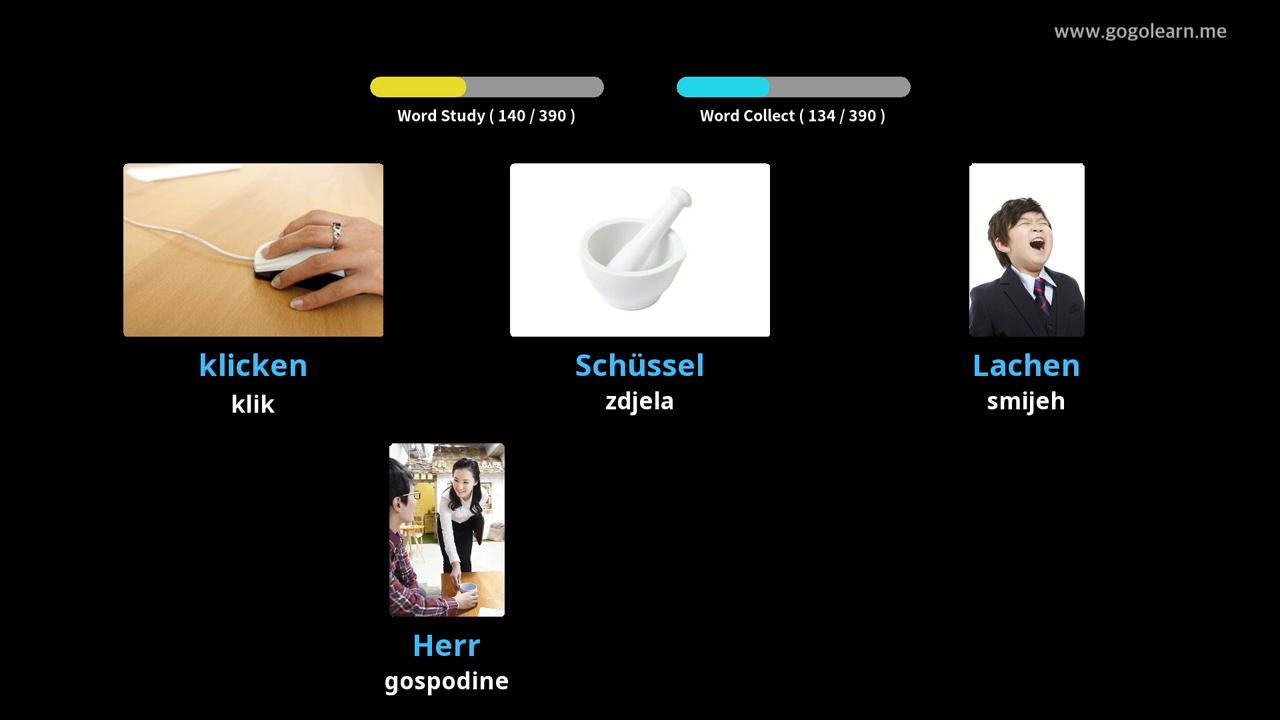 www.gogolearn.me
Word Study ( 140 / 390 )
Word Collect ( 134 / 390 )
klicken
klik
Schüssel
zdjela
Lachen
smijeh
Herr
gospodine